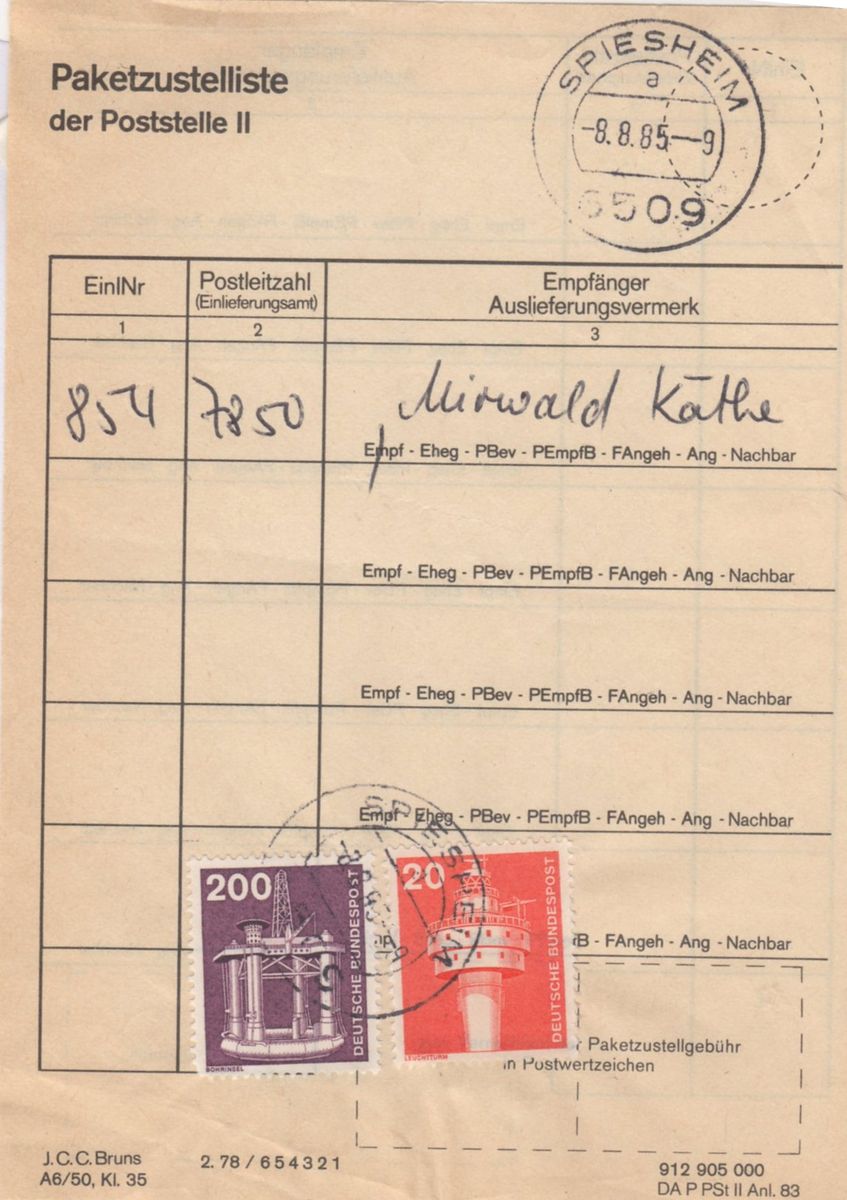 Paketzustelliste
der Poststelle II
SPIESHEIM
a
-8.8.85--9
6509
EinlNr
Postleitzahl
(Einlieferungsamt)
Empfänger
Auslieferungsvermerk
1
2
3
854 7850 Mirwald Käthe
Empf - Eheg - PBev - PEmpfB - FAngeh - Ang - Nachbar
Empf - Eheg - PBev - PEmpfB - FAngeh - Ang - Nachbar
Empf - Eheg - PBev - PEmpfB - FAngeh - Ang - Nachbar
Empf - Eheg - PBev - PEmpfB - FAngeh - Ang - Nachbar
SPIESHEIM
200
DEUTSCHE BUNDESPOST
BOHRINSEL
20
DEUTSCHE BUNDESPOST
LEUCHTTURM
fB - FAngeh - Ang - Nachbar
Paketzustellgebühr
in Postwertzeichen
J.C.C. Bruns
A6/50, Kl. 35
2.78 / 654321
912 905 000
DA P PSt II Anl. 83